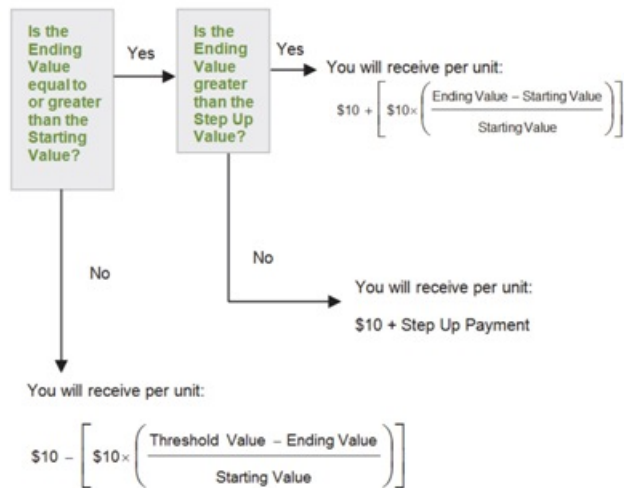 Is the
Ending
Value
equal to
or greater
than the
Starting
Value?
Yes
Is the
Ending
Value
greater
than the
Step Up
Value?
Yes
You will receive per unit:
$10 + [ $10× ( Ending Value – Starting Value
Starting Value ) ]
No
No
You will receive per unit:
$10 + Step Up Payment
You will receive per unit:
$10 – [ $10× ( Threshold Value – Ending Value
Starting Value ) ]